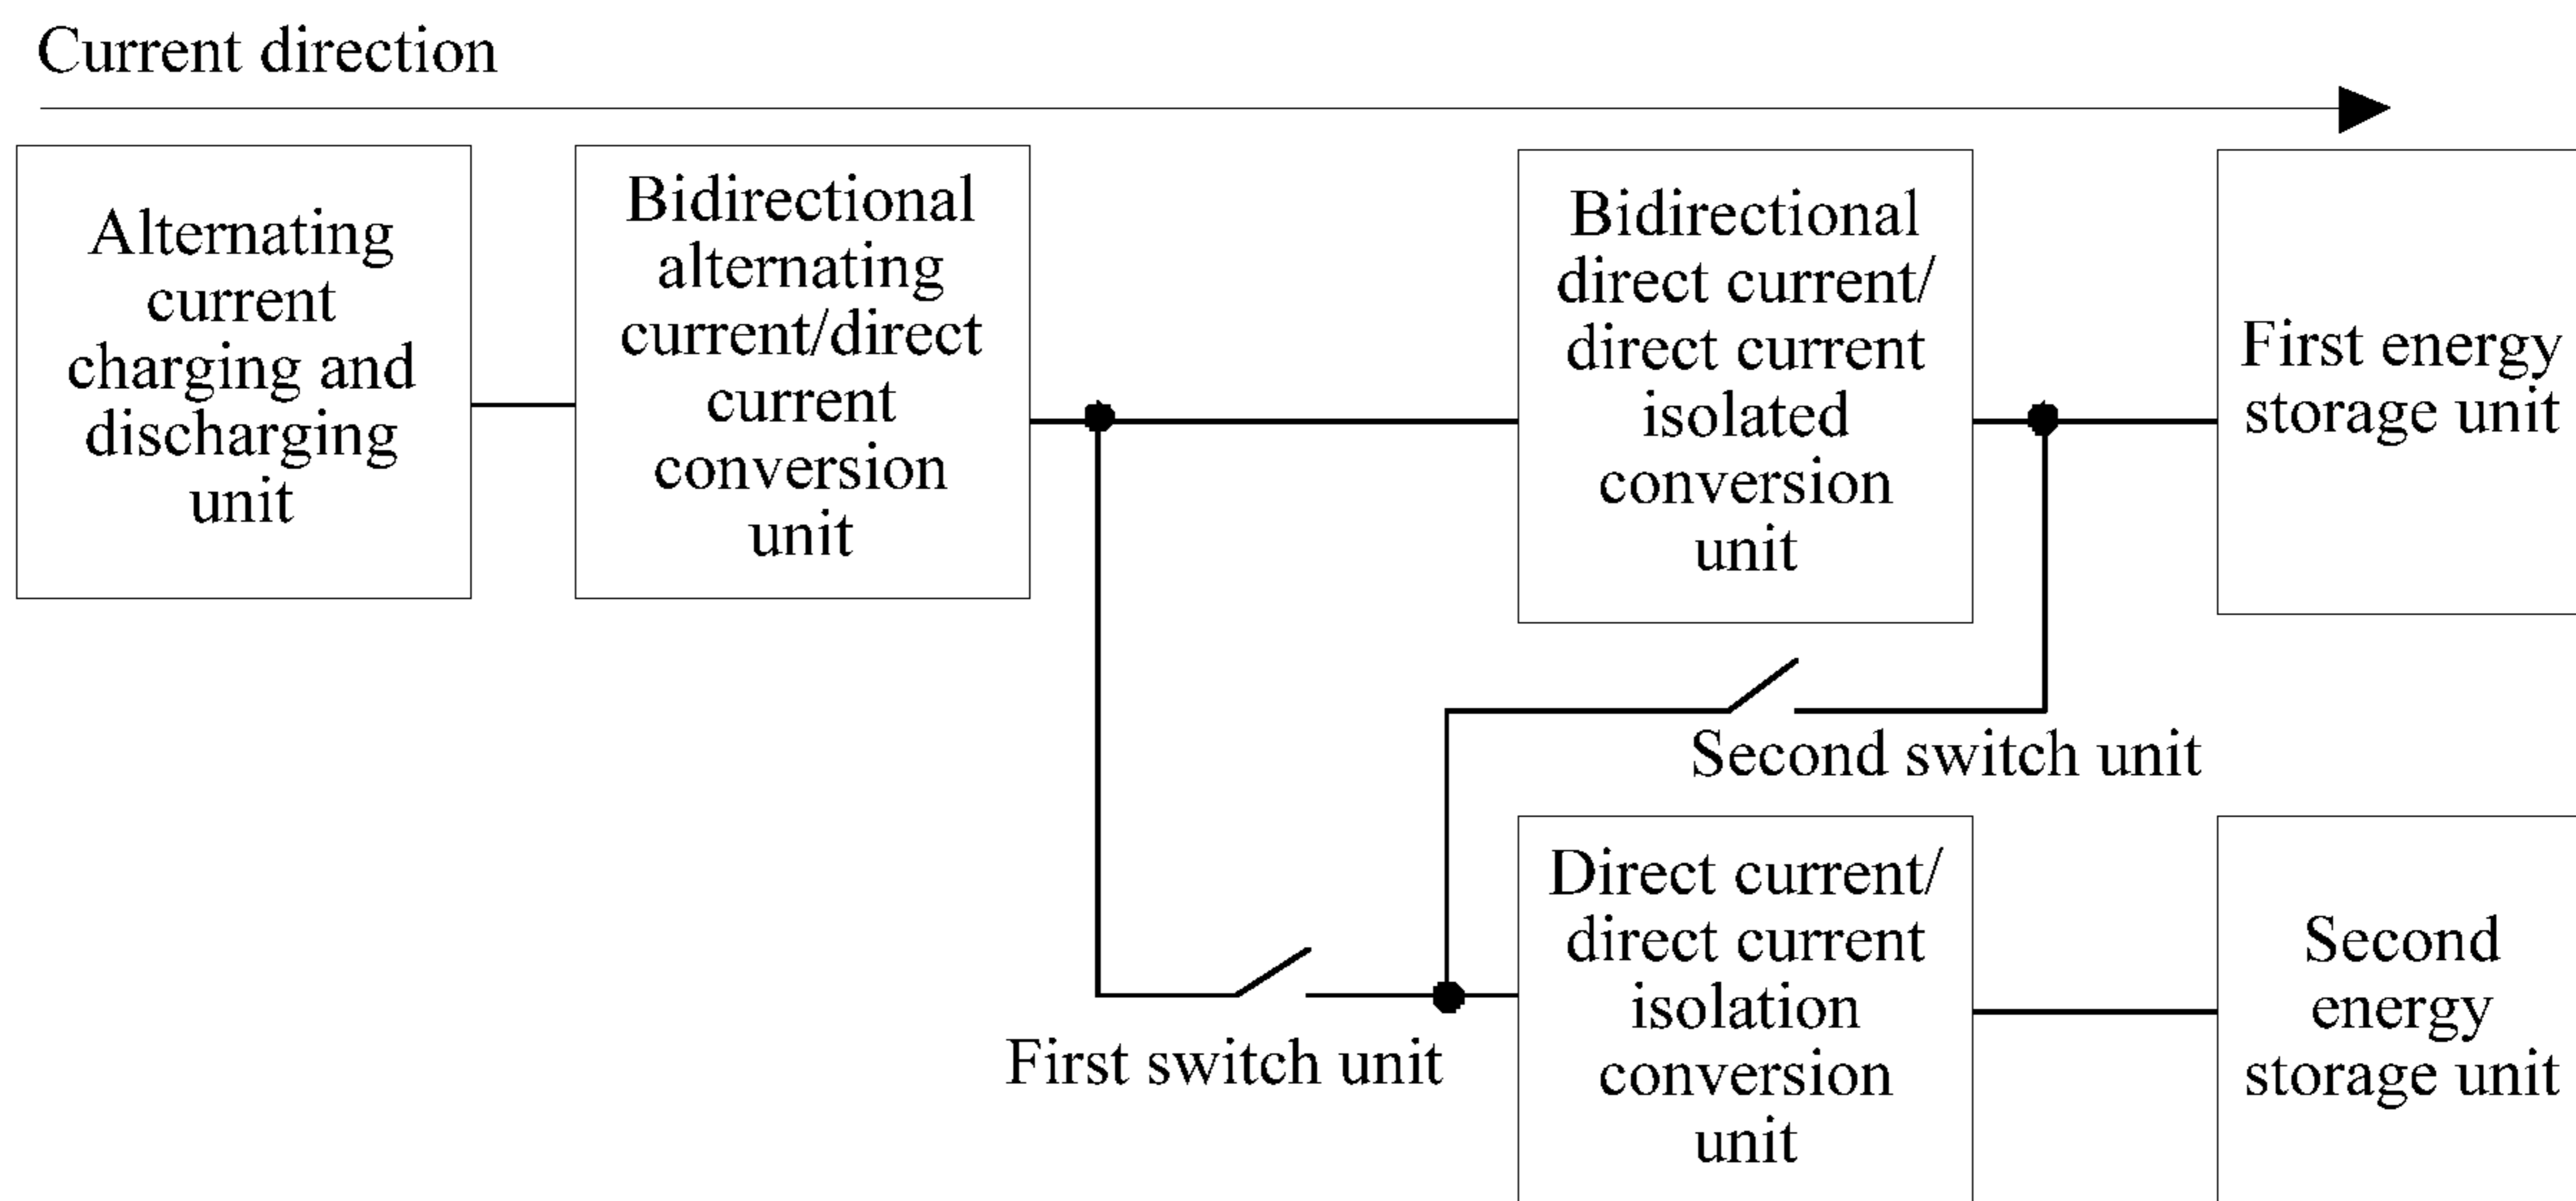 Current direction
Alternating
current
charging and
discharging
unit
Bidirectional
alternating
current/direct
current
conversion
unit
Bidirectional
direct current/
direct current
isolated
conversion
unit
First energy
storage unit
Second switch unit
First switch unit
Direct current/
direct current
isolation
conversion
unit
Second
energy
storage unit